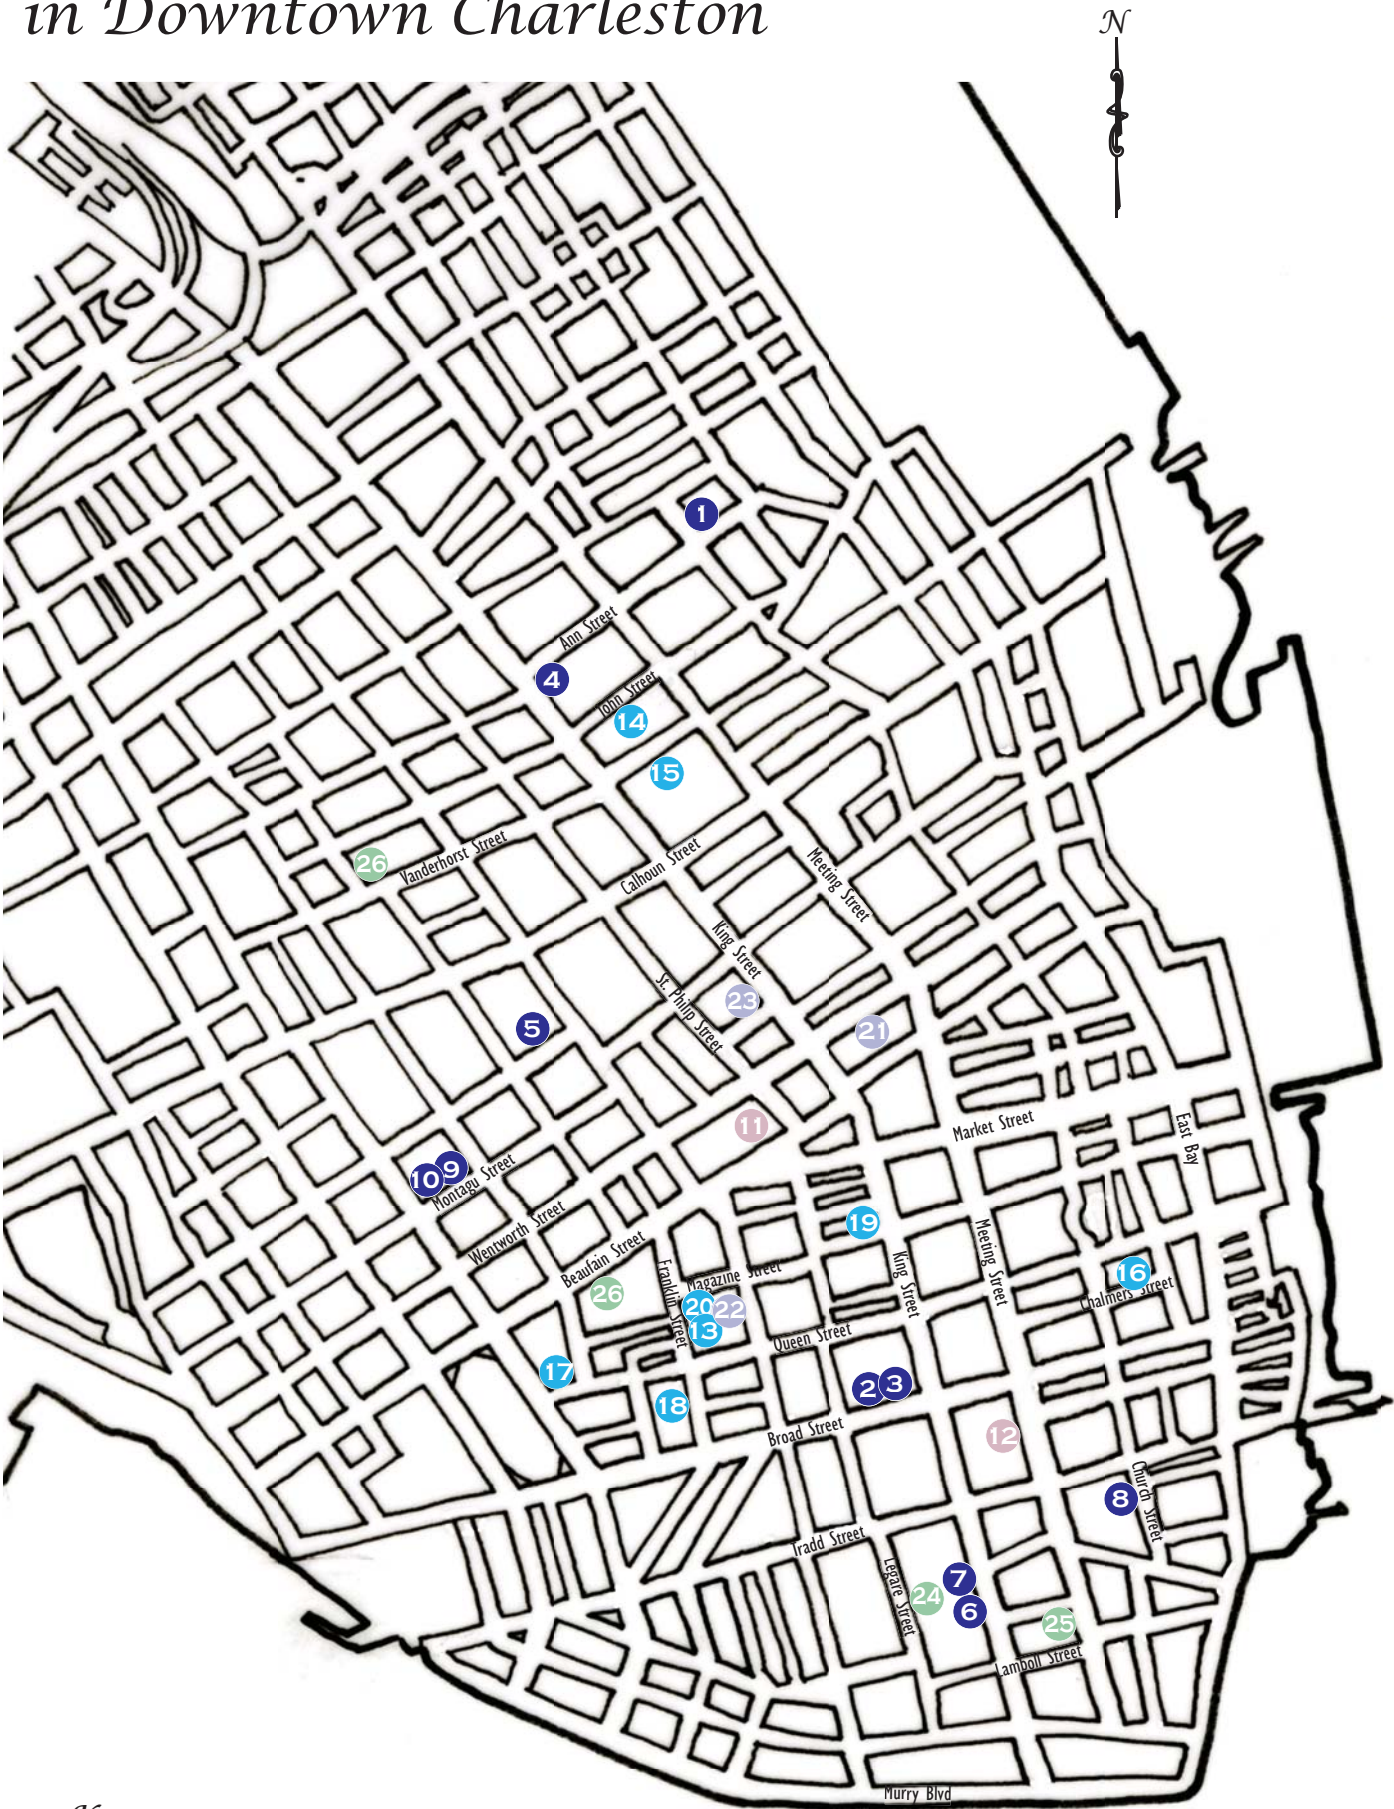 in Downtown Charleston
N
1
Ann Street
4
John Street
14
15
Vanderhorst Street
26
Calhoun Street
Meeting Street
King Street
St. Philip Street
23
21
5
11
Market Street
East Bay
10
9
Montagu Street
Wentworth Street
19
Beaufain Street
Meeting Street
King Street
Franklin Street
Magazine Street
16
Chalmers Street
26
20
22
13
Queen Street
17
2
3
18
Broad Street
12
Church Street
8
Tradd Street
Legare Street
7
24
6
25
Lamboll Street
Murry Blvd